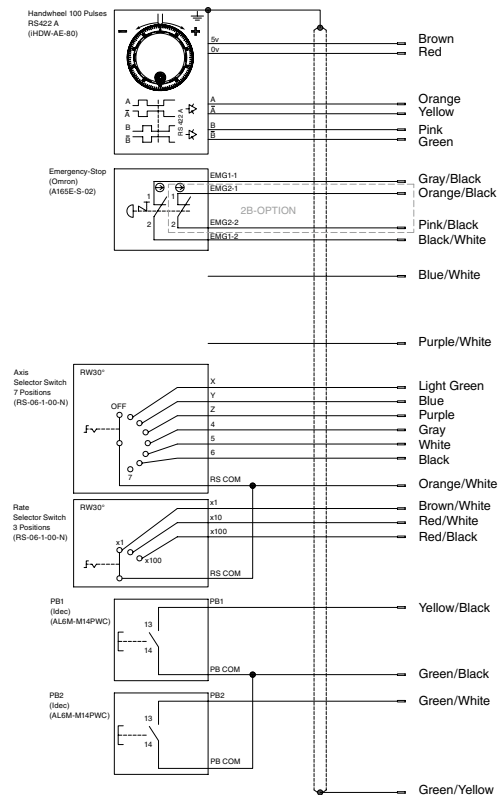 Handwheel 100 Pulses
RS422 A
(iHDW-AE-80)
− +
5v Brown
0v Red
A A Orange
A A Yellow
B B Pink
B B Green
RS 422 A
Emergency-Stop
(Omron)
(A165E-S-02)
EMG1-1 Gray/Black
EMG2-1 Orange/Black
1 1
2B-OPTION
2 2
EMG2-2 Pink/Black
EMG1-2 Black/White
Blue/White
Purple/White
Axis
Selector Switch
7 Positions
(RS-06-1-00-N)
RW30°
OFF
X Light Green
Y Blue
Z Purple
4 Gray
5 White
6 Black
7
RS COM Orange/White
Rate
Selector Switch
3 Positions
(RS-06-1-00-N)
RW30°
x1
x100
x1 Brown/White
x10 Red/White
x100 Red/Black
RS COM
PB1
(Idec)
(AL6M-M14PWC)
PB1 Yellow/Black
13
14
PB COM Green/Black
PB2
(Idec)
(AL6M-M14PWC)
PB2 Green/White
13
14
PB COM
Green/Yellow